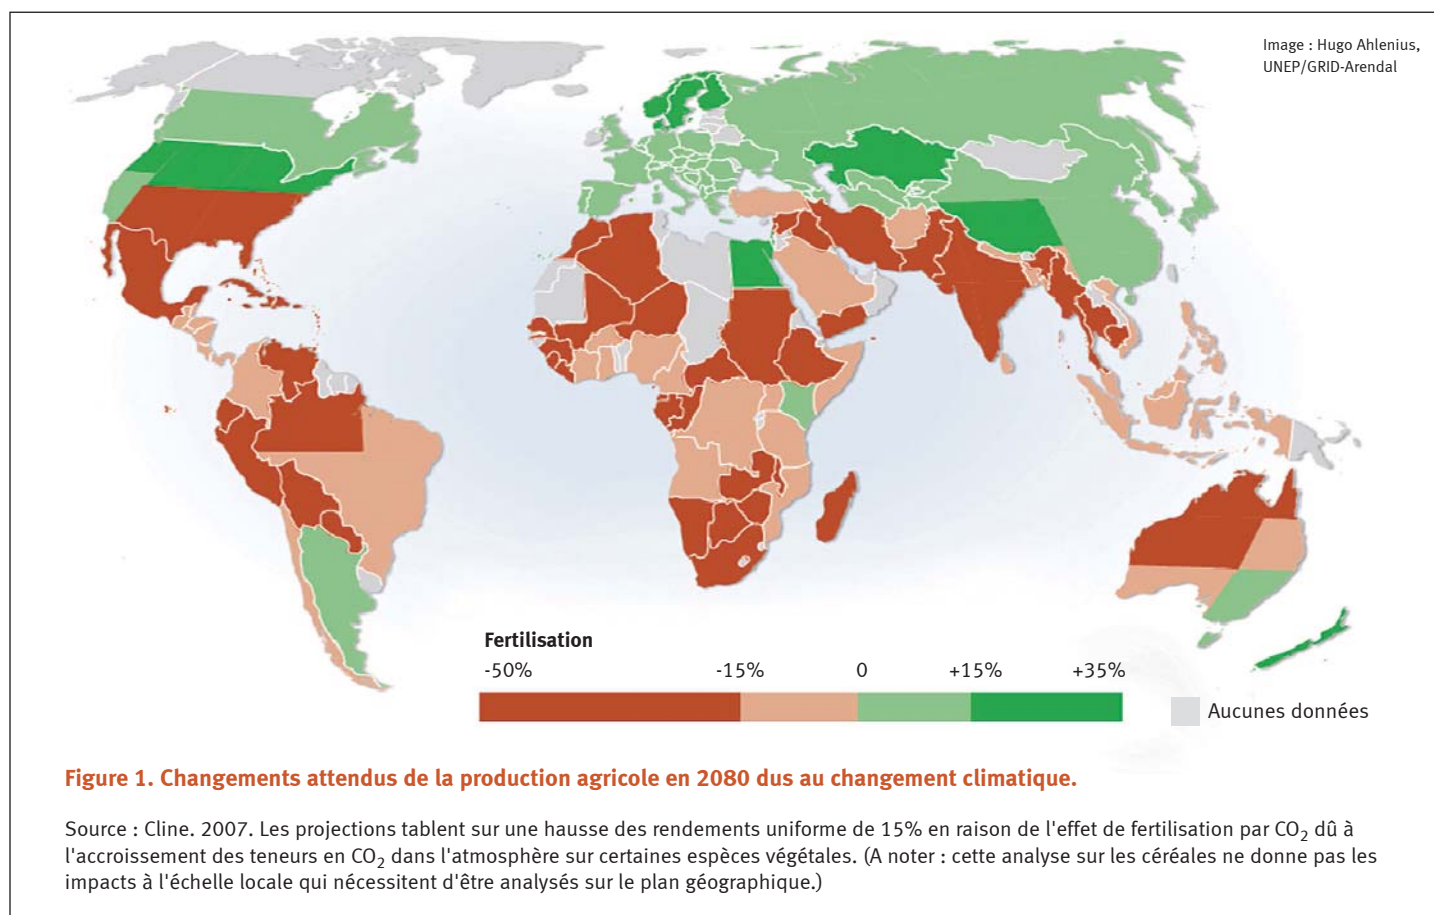 Image : Hugo Ahlenius,
UNEP/GRID-Arendal
Fertilisation
-50% -15% 0 +15% +35%
Aucunes données
Figure 1. Changements attendus de la production agricole en 2080 dus au changement climatique.
Source : Cline. 2007. Les projections tablent sur une hausse des rendements uniforme de 15% en raison de l'effet de fertilisation par CO₂ dû à
l'accroissement des teneurs en CO₂ dans l'atmosphère sur certaines espèces végétales. (A noter : cette analyse sur les céréales ne donne pas les
impacts à l'échelle locale qui nécessitent d'être analysés sur le plan géographique.)